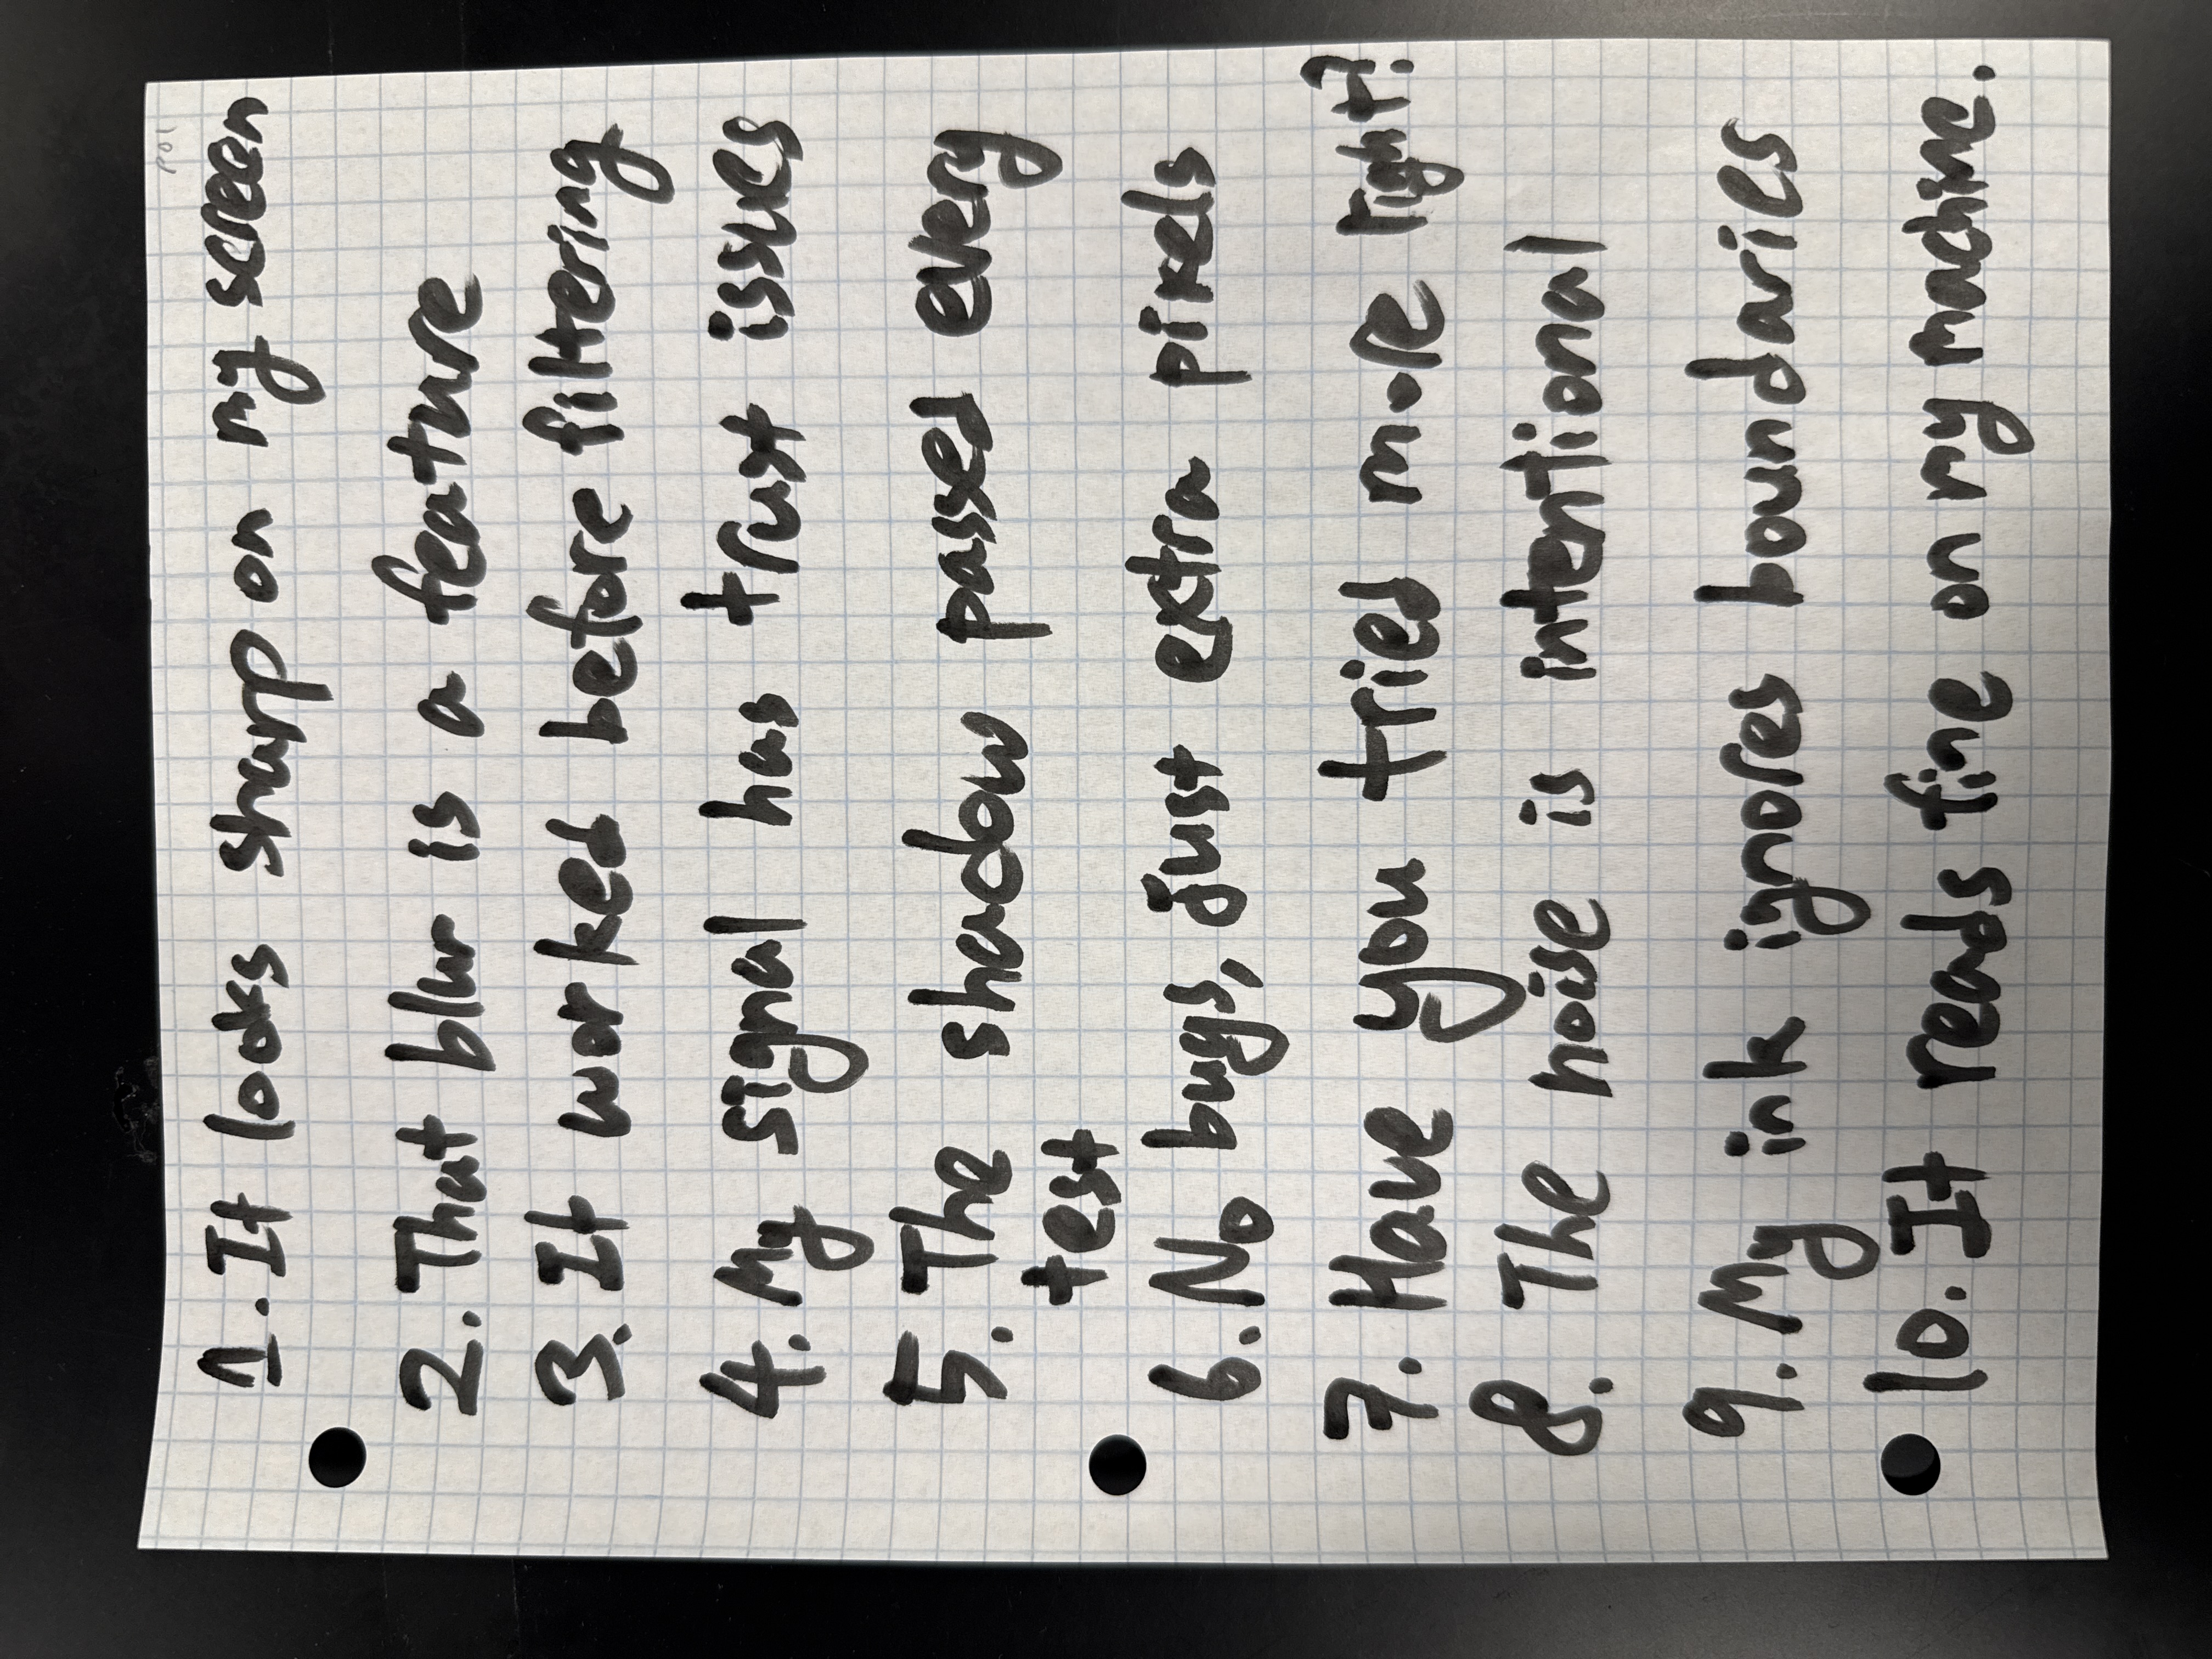 P01
1. It looks sharp on my screen
2. That blur is a feature
3. It worked before filtering
4. My signal has trust issues
5. The shadow passed every
test
6. No bugs, just extra pixels
7. Have you tried more right?
8. The noise is intentional
9. My ink ignores boundaries
10. It reads fine on my machine.